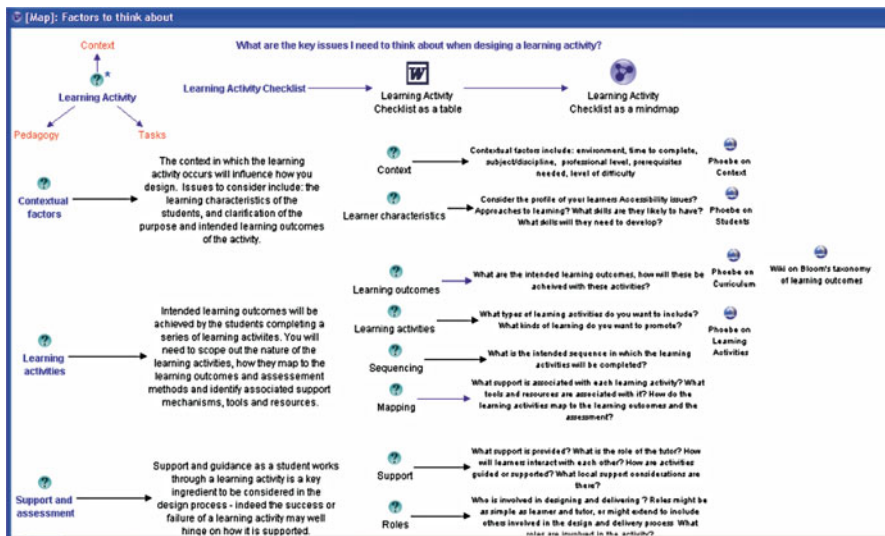 [Map]: Factors to think about
Context
What are the key issues I need to think about when desiging a learning activity?
*
Learning Activity
Learning Activity Checklist
Learning Activity
Checklist as a table
Learning Activity
Checklist as a mindmap
Pedagogy
Tasks
Contextual
factors
The context in which the learning
activity occurs will influence how you
design. Issues to consider include: the
learning characteristics of the
students, and clarification of the
purpose and intended learning outcomes
of the activity.
Context
Contextual factors include: environment, time to complete,
subject/discipline, professional level, prerequisites
needed, level of difficulty
Phoebe on
Context
Learner characteristics
Consider the profile of your learners Accessibility issues?
Approaches to learning? What skills are they likely to have?
What skills will they need to develop?
Phoebe on
Students
Learning outcomes
What are the intended learning outcomes, how will these be
acheived with these activities?
Phoebe on
Curriculum
Wiki on Bloom's taxonomy
of learning outcomes
Learning
activities
Intended learning outcomes will be
achieved by the students completing a
series of learning activiites. You will
need to scope out the nature of the
learning activities, how they map to
the learning outcomes and assessement
methods and identify associated support
mechanisms, tools and resources.
Learning activities
What types of learning activities do you want to include?
What kinds of learning do you want to promote?
Phoebe on
Learning
Activities
Sequencing
What is the intended sequence in which the learning
activities will be completed?
Mapping
What support is associated with each learning activity? What
tools and resources are associated with it? How do the
learning activities map to the learning outcomes and the
assessment?
Support and
assessment
Support and guidance as a student works
through a learning activity is a key
ingredient to be considered in the
design process - indeed the success or
failure of a learning activity may well
hinge on how it is supported.
Support
What support is provided? What is the role of the tutor? How
will learners interact with each other? How are activities
guided or supported? What local support considerations are
there?
Roles
Who is involved in designing and delivering ? Roles might be
as simple as learner and tutor, or might extend to include
others involved in the design and delivery process What
roles are involved in the activity?